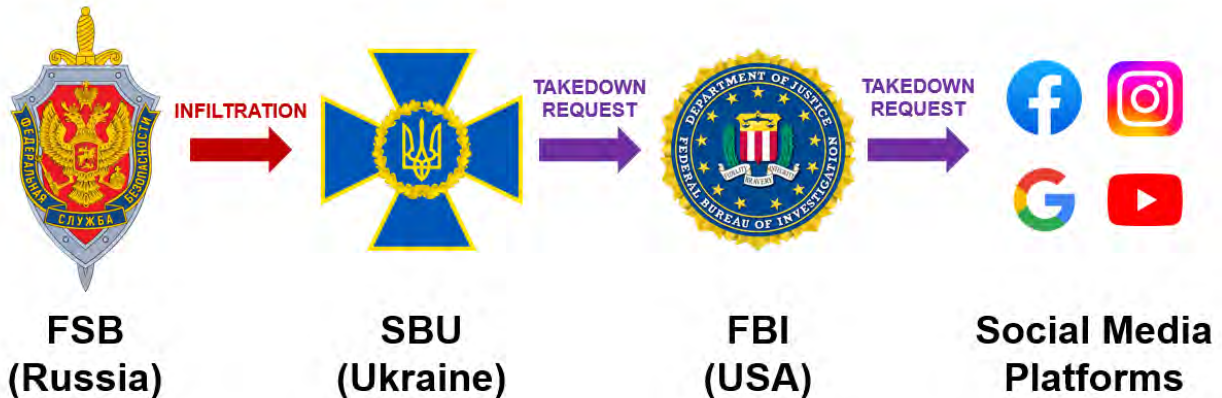 INFILTRATION
TAKEDOWN
REQUEST
TAKEDOWN
REQUEST
ФЕДЕРАЛЬНАЯ
СЛУЖБА
БЕЗОПАСНОСТИ
DEPARTMENT OF JUSTICE
FEDERAL BUREAU OF INVESTIGATION
FIDELITY
BRAVERY
INTEGRITY
FSB
(Russia)
SBU
(Ukraine)
FBI
(USA)
Social Media
Platforms